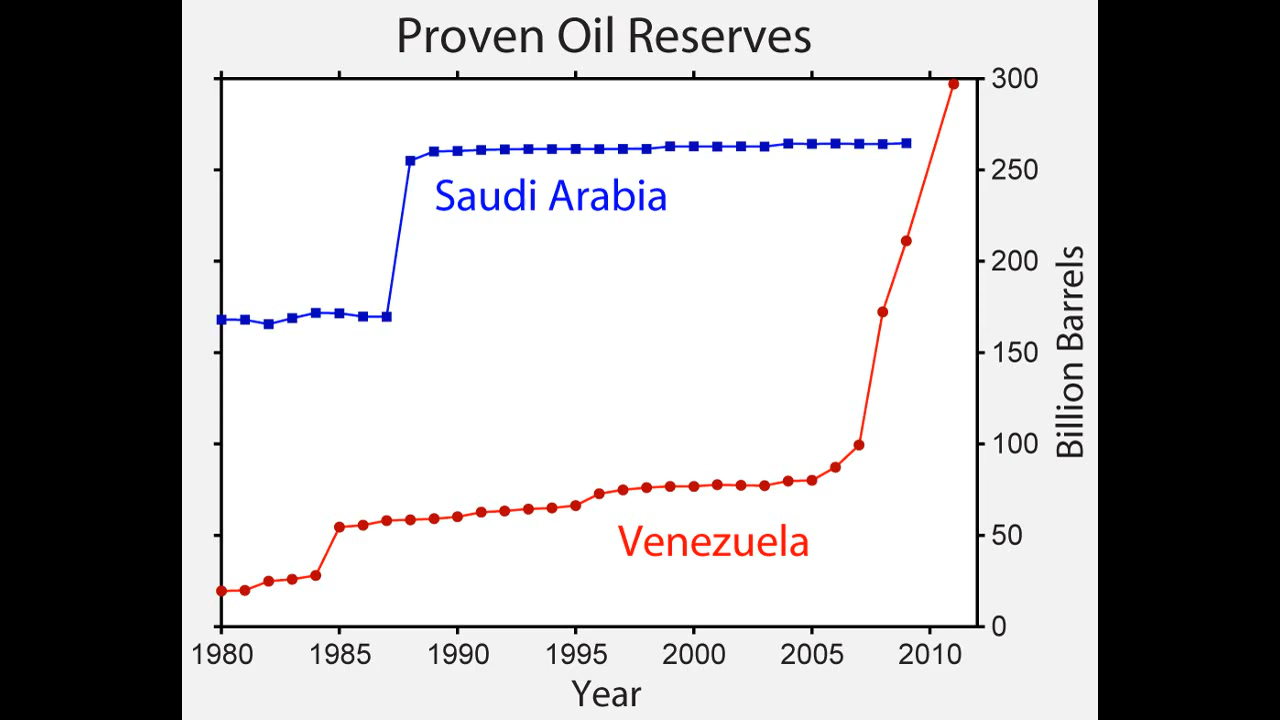 Proven Oil Reserves
300
250
200
150
100
50
0
Billion Barrels
Saudi Arabia
Venezuela
1980 1985 1990 1995 2000 2005 2010
Year